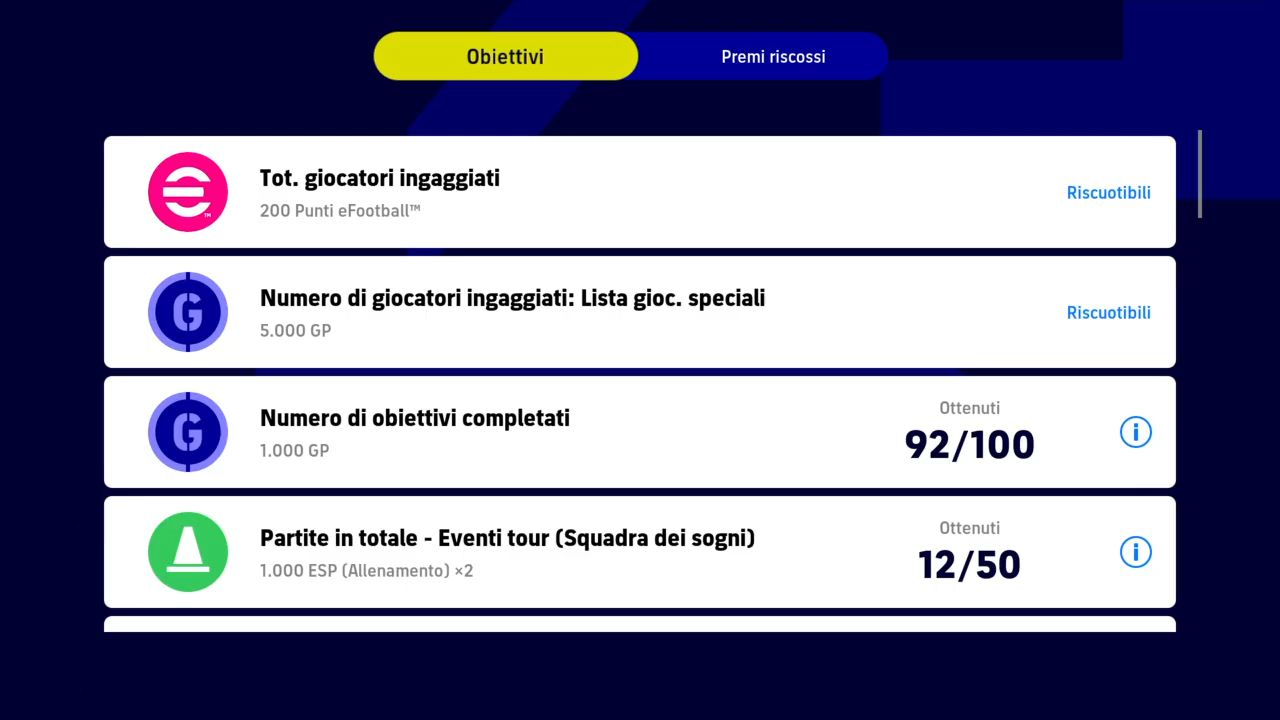 Obiettivi
Premi riscossi
Tot. giocatori ingaggiati
200 Punti eFootball™
Riscuotibili
Numero di giocatori ingaggiati: Lista gioc. speciali
5.000 GP
Riscuotibili
Numero di obiettivi completati
1.000 GP
Ottenuti
92/100
Partite in totale - Eventi tour (Squadra dei sogni)
1.000 ESP (Allenamento) ×2
Ottenuti
12/50